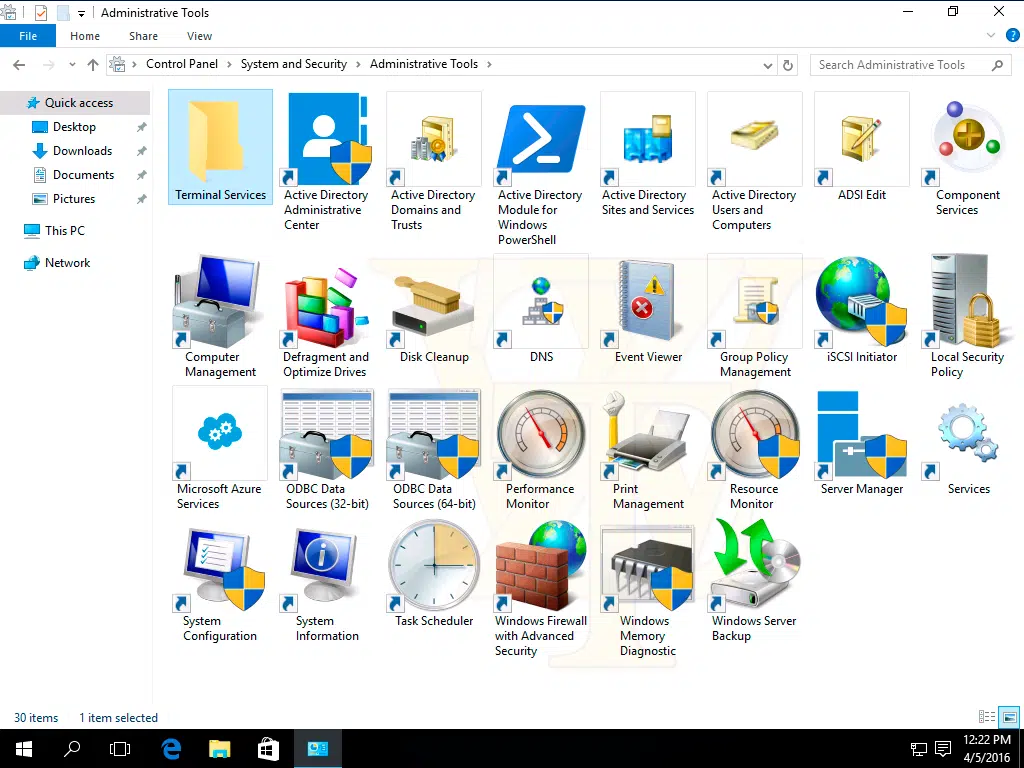 Administrative Tools
File Home Share View
Control Panel System and Security Administrative Tools Search Administrative Tools
Quick access
Desktop
Downloads
Documents
Pictures
This PC
Network
Terminal Services
Active Directory
Administrative
Center
Active Directory
Domains and
Trusts
Active Directory
Module for
Windows
PowerShell
Active Directory
Sites and Services
Active Directory
Users and
Computers
ADSI Edit
Component
Services
Computer
Management
Defragment and
Optimize Drives
Disk Cleanup
DNS
Event Viewer
Group Policy
Management
iSCSI Initiator
Local Security
Policy
Microsoft Azure
Services
ODBC Data
Sources (32-bit)
ODBC Data
Sources (64-bit)
Performance
Monitor
Print
Management
Resource
Monitor
Server Manager
Services
System
Configuration
System
Information
Task Scheduler
Windows Firewall
with Advanced
Security
Windows
Memory
Diagnostic
Windows Server
Backup
30 items 1 item selected
12:22 PM
4/5/2016